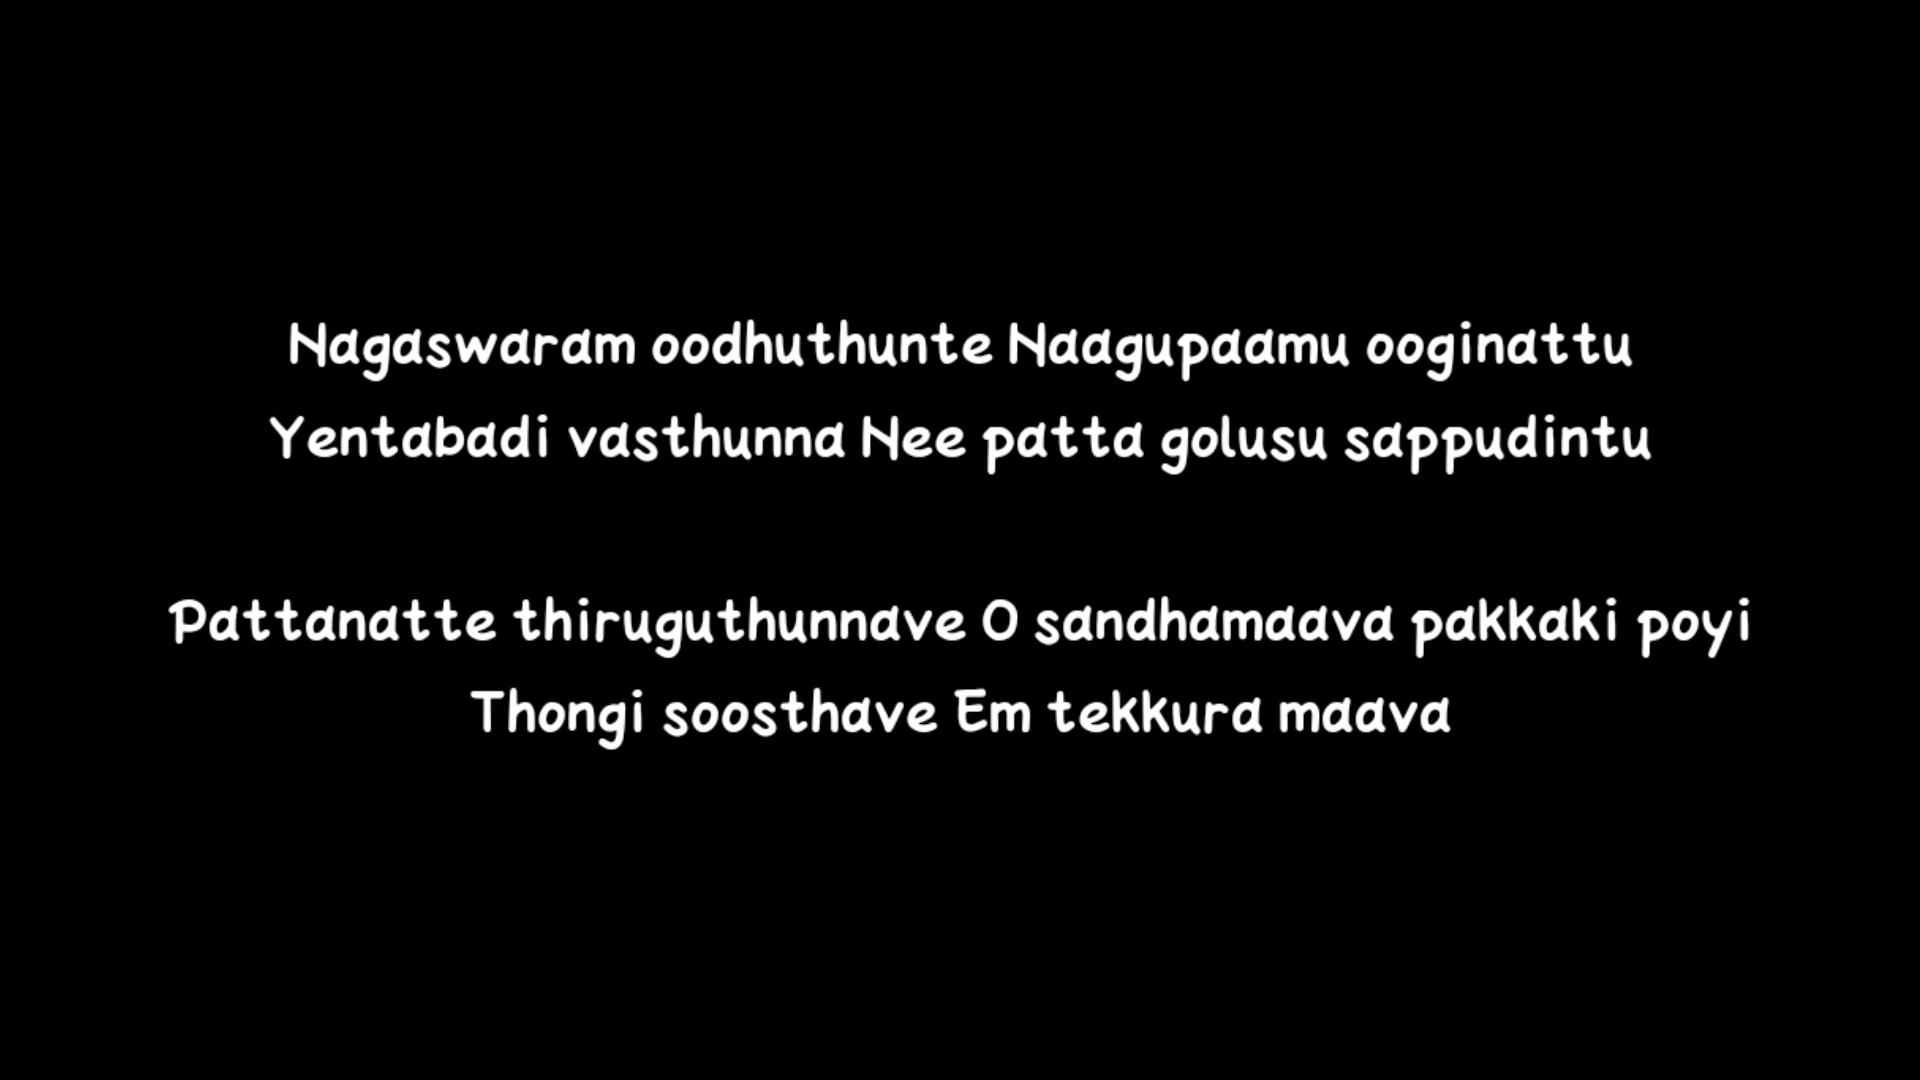 Nagaswaram oodhuthunte Naagupaamu ooginattu
Yentabadi vasthunna Nee patta golusu sappudintu
Pattanatte thiruguthunnave O sandhamaava pakkaki poyi
Thongi soosthave Em tekkura maava